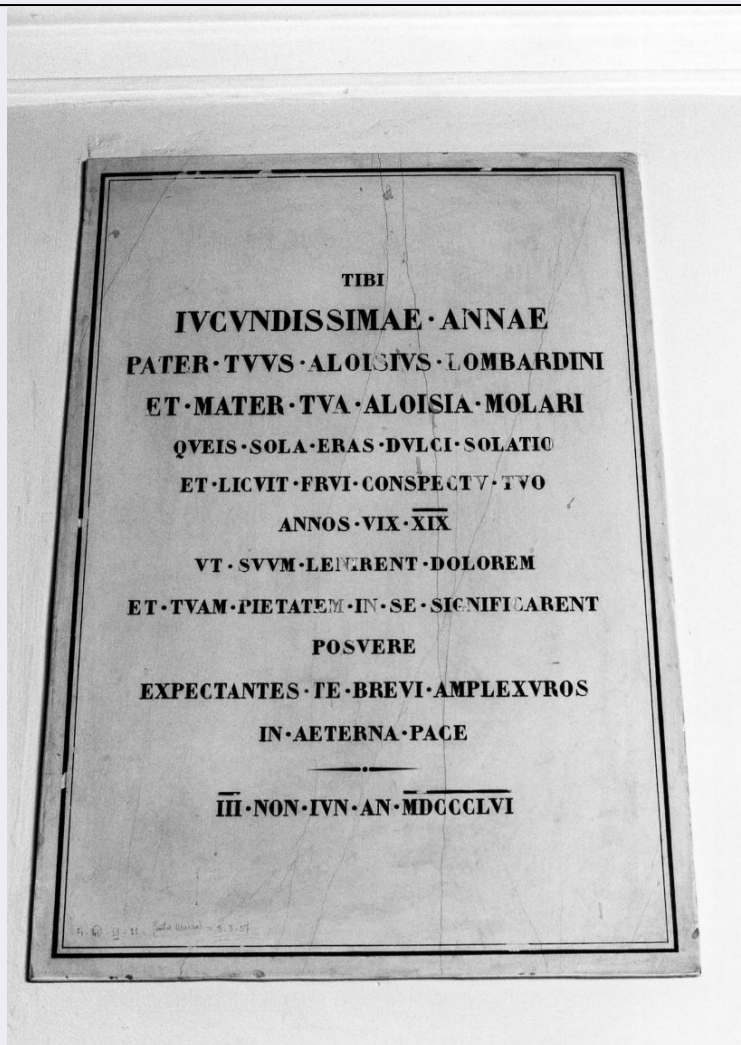 TIBI
IVCVNDISSIMAE · ANNAE
PATER · TVVS · ALOISIVS · LOMBARDINI
ET · MATER · TVA · ALOISIA · MOLARI
QVEIS · SOLA · ERAS · DVLCI · SOLATIO
ET · LICVIT · FRVI · CONSPECTV · TVO
ANNOS · VIX · XIX
VT · SVVM · LENIRENT · DOLOREM
ET · TVAM · PIETATEM · IN · SE · SIGNIFICARENT
POSVERE
EXPECTANTES · TE · BREVI · AMPLEXVROS
IN · AETERNA · PACE
III · NON · IVN · AN · MDCCCLVI